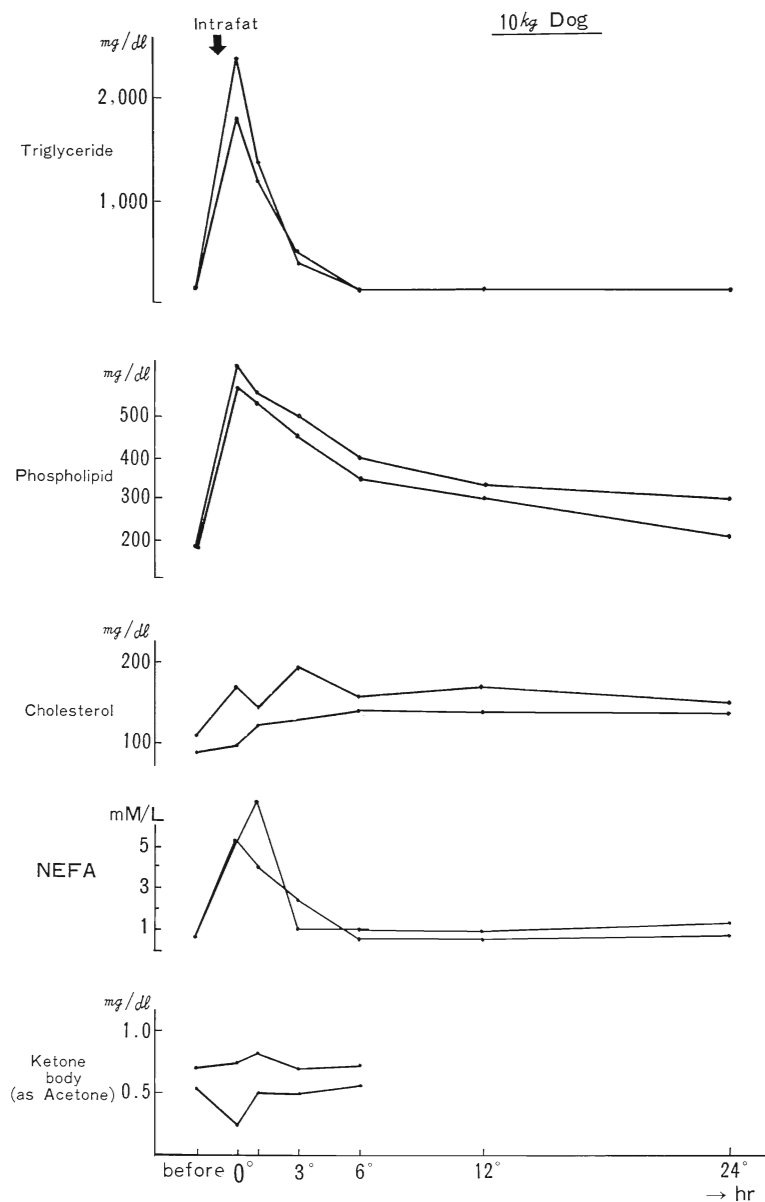 Intrafat
10kg Dog
mg/dl
2,000
Triglyceride
1,000
mg/dl
500
400
Phospholipid
300
200
mg/dl
200
Cholesterol
100
mM/L
5
NEFA
3
1
mg/dl
1.0
Ketone
body
(as Acetone)
0.5
before 0° 3° 6° 12° 24°
→ hr